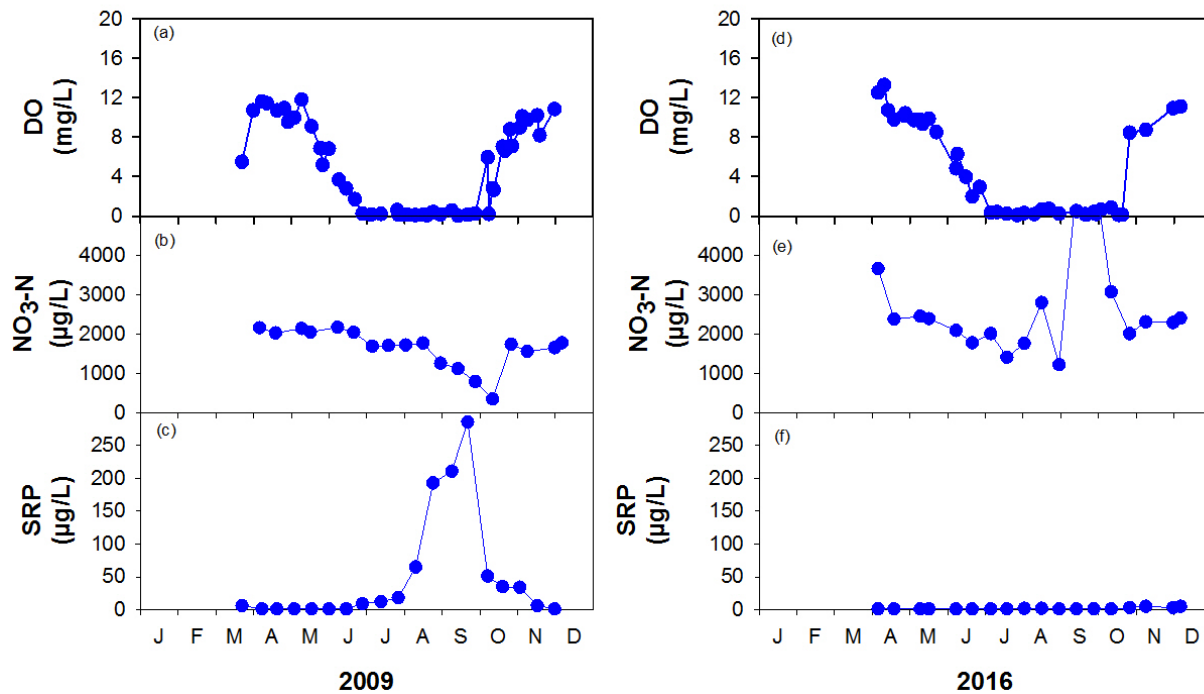 (a)
20
16
12
8
4
0
DO
(mg/L)
(b)
4000
3000
2000
1000
0
NO3-N
(µg/L)
(c)
250
200
150
100
50
0
SRP
(µg/L)
J F M A M J J A S O N D
2009
(d)
20
16
12
8
4
0
DO
(mg/L)
(e)
4000
3000
2000
1000
0
NO3-N
(µg/L)
(f)
250
200
150
100
50
0
SRP
(µg/L)
J F M A M J J A S O N D
2016